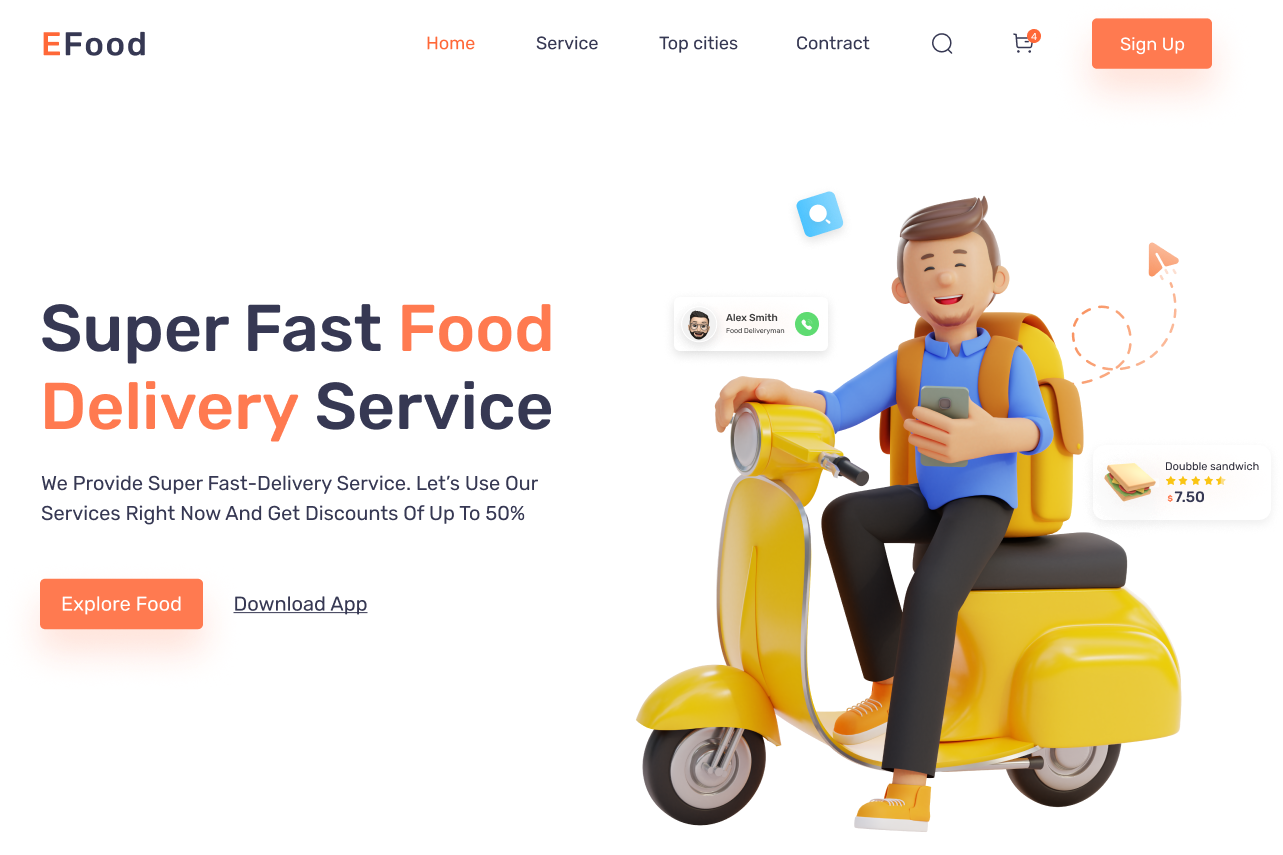 EFood
Home Service Top cities Contract 4 Sign Up
Super Fast Food
Delivery Service
We Provide Super Fast-Delivery Service. Let’s Use Our
Services Right Now And Get Discounts Of Up To 50%
Explore Food Download App
Alex Smith
Food Deliveryman
Doubble sandwich
$ 7.50